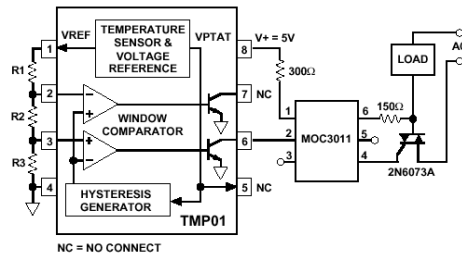 VREF
TEMPERATURE
SENSOR &
VOLTAGE
REFERENCE
VPTAT
V+ = 5V
1
8
R1
300Ω
LOAD
AC
2
7
NC
R2
WINDOW
COMPARATOR
1
6
150Ω
3
6
2
MOC3011
5
3
4
R3
2N6073A
4
HYSTERESIS
GENERATOR
5
NC
TMP01
NC = NO CONNECT